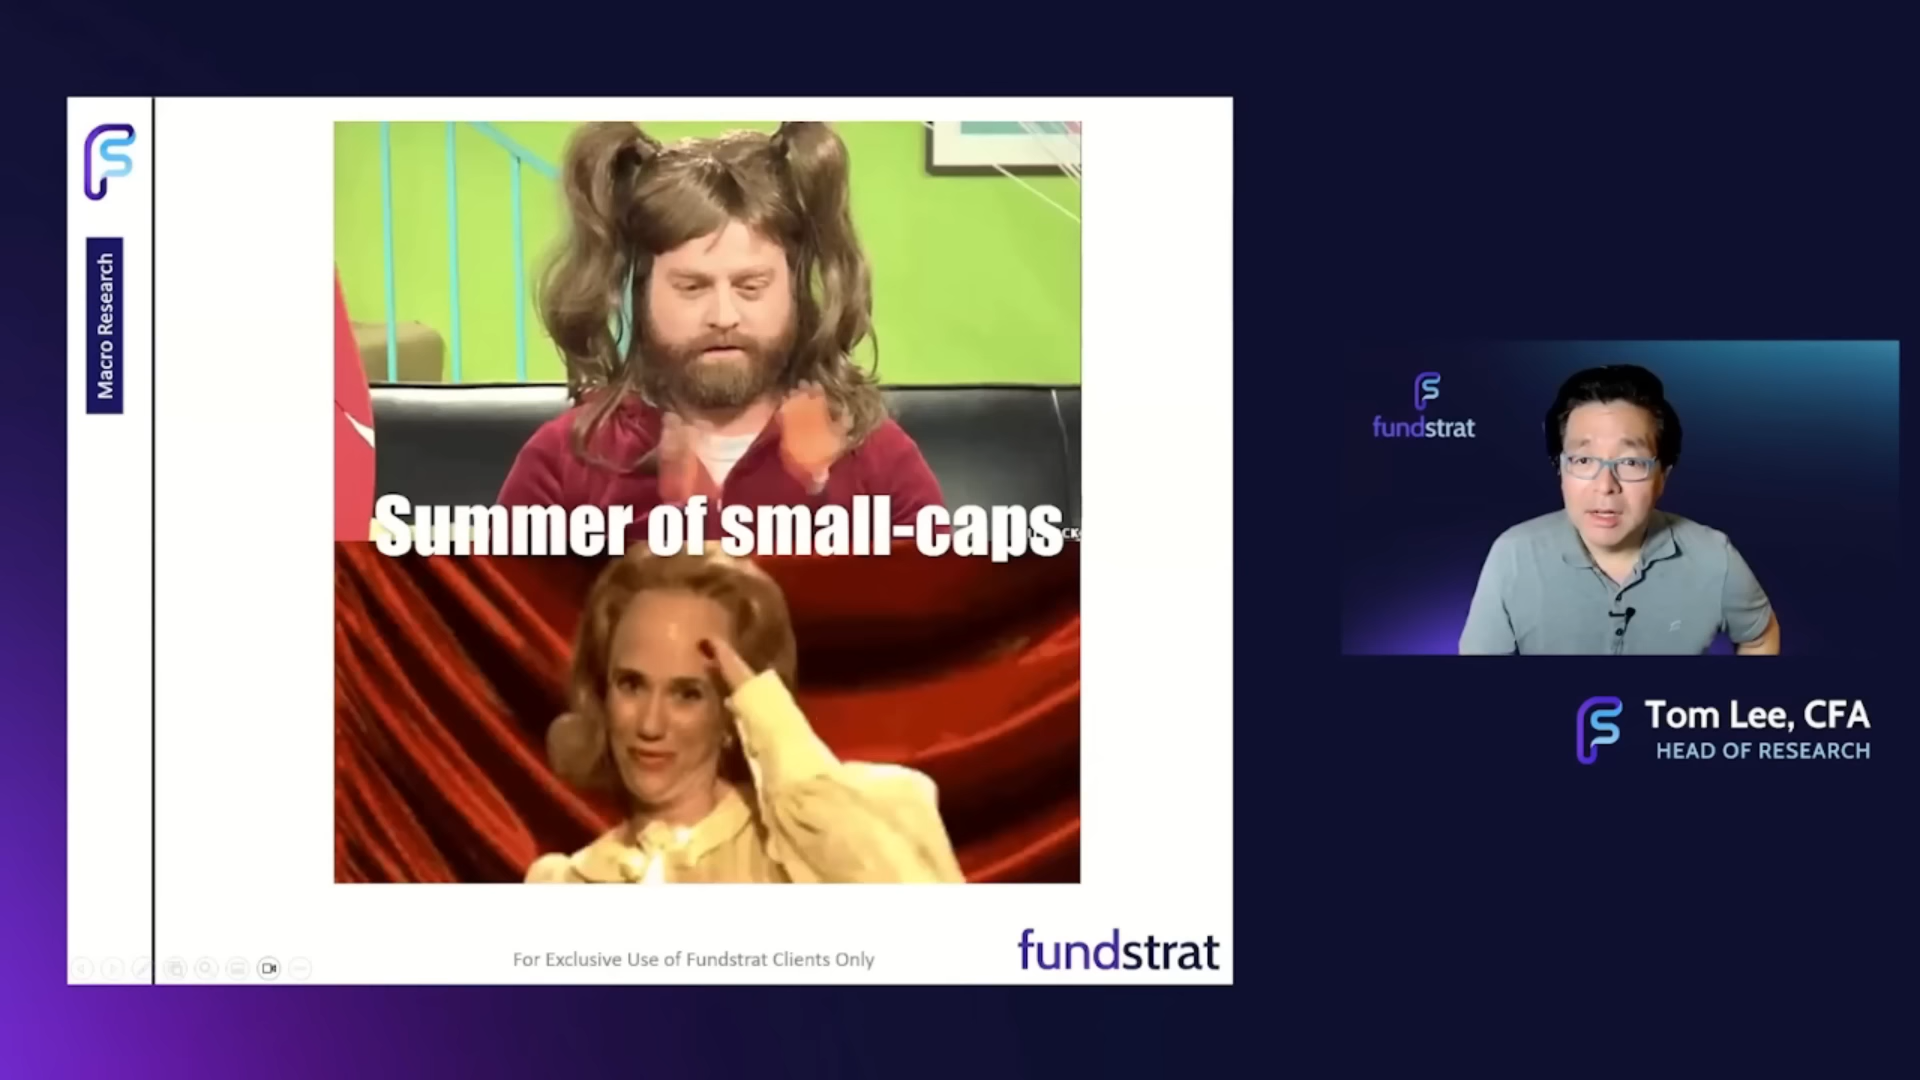 Macro Research
Summer of small-caps
For Exclusive Use of Fundstrat Clients Only
fundstrat
fundstrat
Tom Lee, CFA
HEAD OF RESEARCH